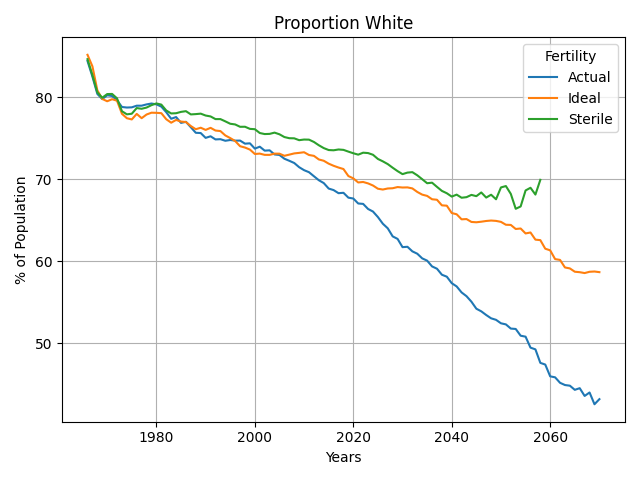 Proportion White
Fertility
Actual
Ideal
Sterile
% of Population
80
70
60
50
1980 2000 2020 2040 2060
Years